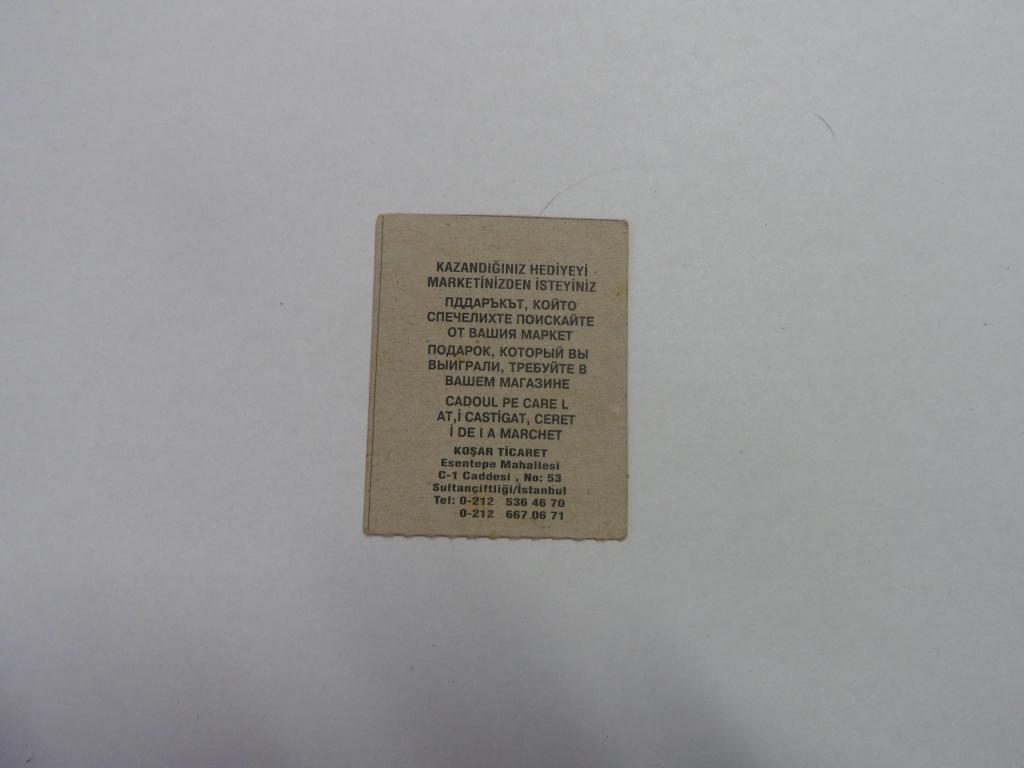 KAZANDIĞINIZ HEDİYEYİ
MARKETİNİZDEN İSTEYİNİZ
ПДДАРЪКЪТ, КОЙТО
СПЕЧЕЛИХТЕ ПОИСКАЙТЕ
ОТ ВАШИЯ МАРКЕТ
ПОДАРОК, КОТОРЫЙ ВЫ
ВЫИГРАЛИ, ТРЕБУЙТЕ В
ВАШЕМ МАГАЗИНЕ
CADOUL PE CARE L
AT,İ CASTİGAT, CERET
İ DE I A MARCHET
KOŞAR TİCARET
Esentepe Mahallesi
C-1 Caddesi , No: 53
Sultançiftliği/İstanbul
Tel: 0-212 536 46 70
0-212 667 06 71